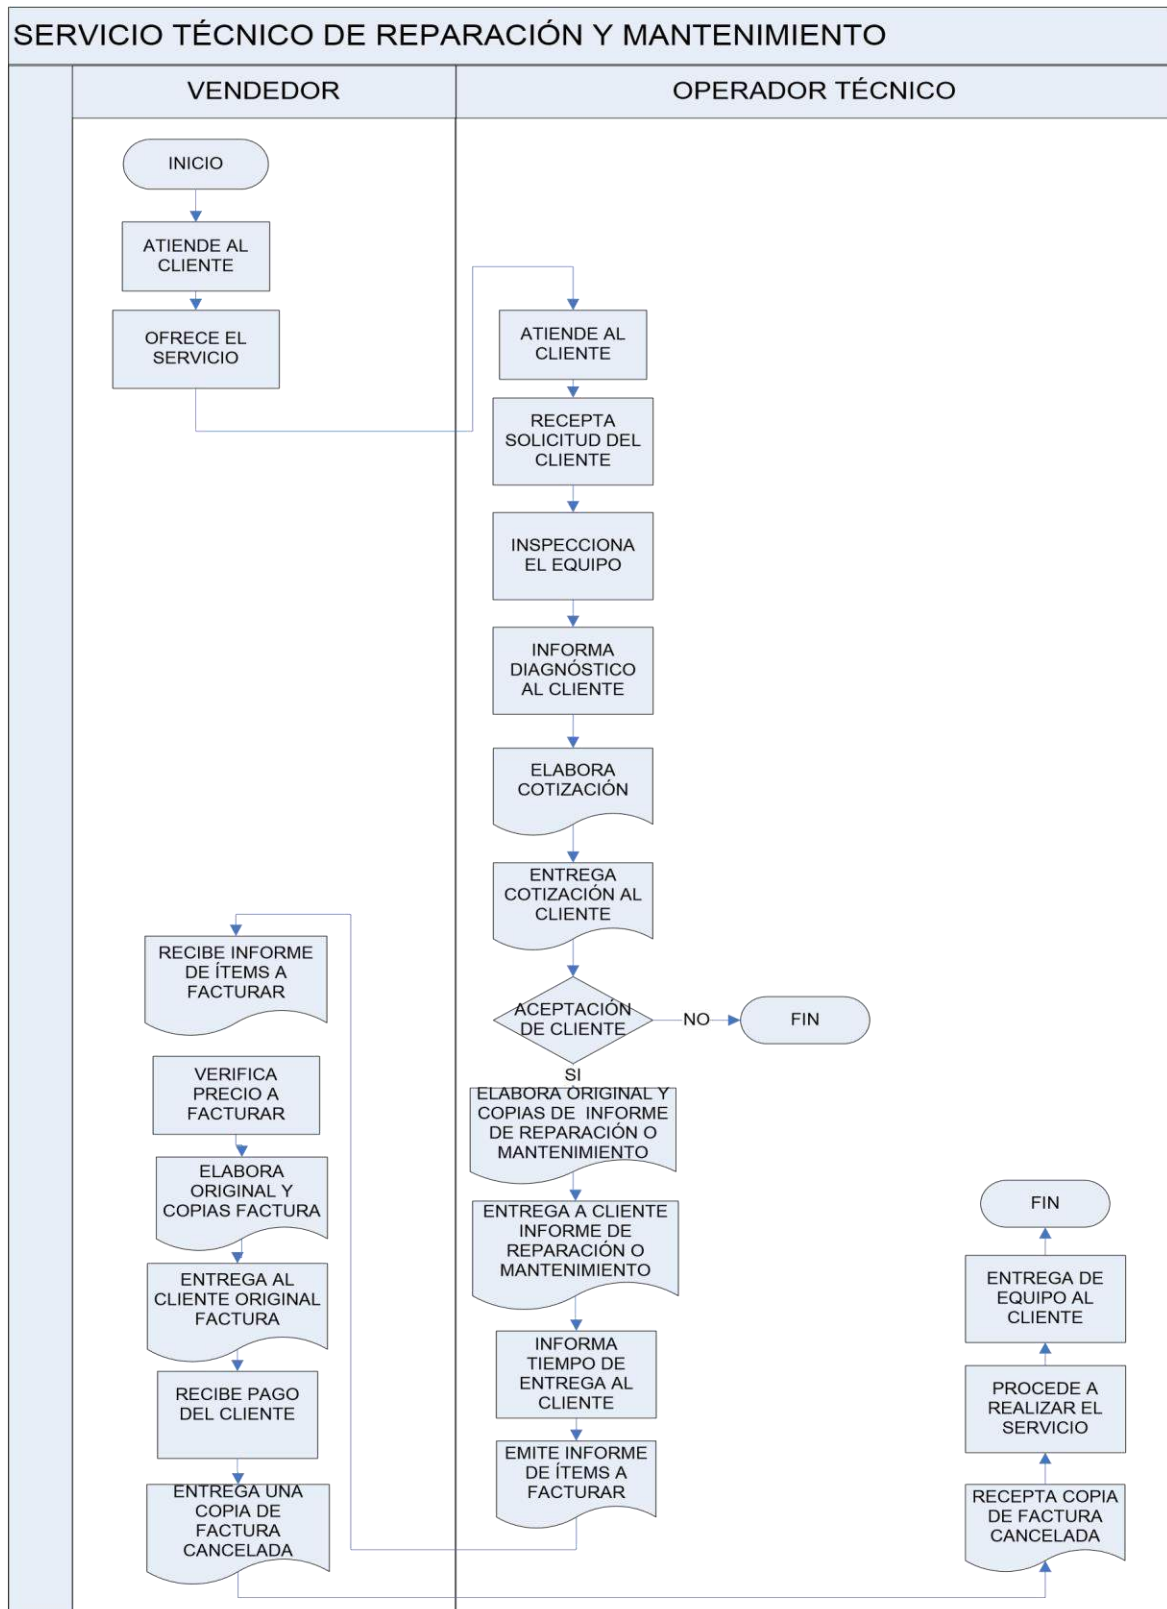 SERVICIO TÉCNICO DE REPARACIÓN Y MANTENIMIENTO
VENDEDOR
OPERADOR TÉCNICO
INICIO
ATIENDE AL
CLIENTE
OFRECE EL
SERVICIO
ATIENDE AL
CLIENTE
RECEPTA
SOLICITUD DEL
CLIENTE
INSPECCIONA
EL EQUIPO
INFORMA
DIAGNÓSTICO
AL CLIENTE
ELABORA
COTIZACIÓN
ENTREGA
COTIZACIÓN AL
CLIENTE
ACEPTACIÓN
DE CLIENTE
NO
FIN
SI
ELABORA ORIGINAL Y
COPIAS DE INFORME
DE REPARACIÓN O
MANTENIMIENTO
ENTREGA A CLIENTE
INFORME DE
REPARACIÓN O
MANTENIMIENTO
INFORMA
TIEMPO DE
ENTREGA AL
CLIENTE
EMITE INFORME
DE ÍTEMS A
FACTURAR
RECIBE INFORME
DE ÍTEMS A
FACTURAR
VERIFICA
PRECIO A
FACTURAR
ELABORA
ORIGINAL Y
COPIAS FACTURA
ENTREGA AL
CLIENTE ORIGINAL
FACTURA
RECIBE PAGO
DEL CLIENTE
ENTREGA UNA
COPIA DE
FACTURA
CANCELADA
RECEPTA COPIA
DE FACTURA
CANCELADA
PROCEDE A
REALIZAR EL
SERVICIO
ENTREGA DE
EQUIPO AL
CLIENTE
FIN